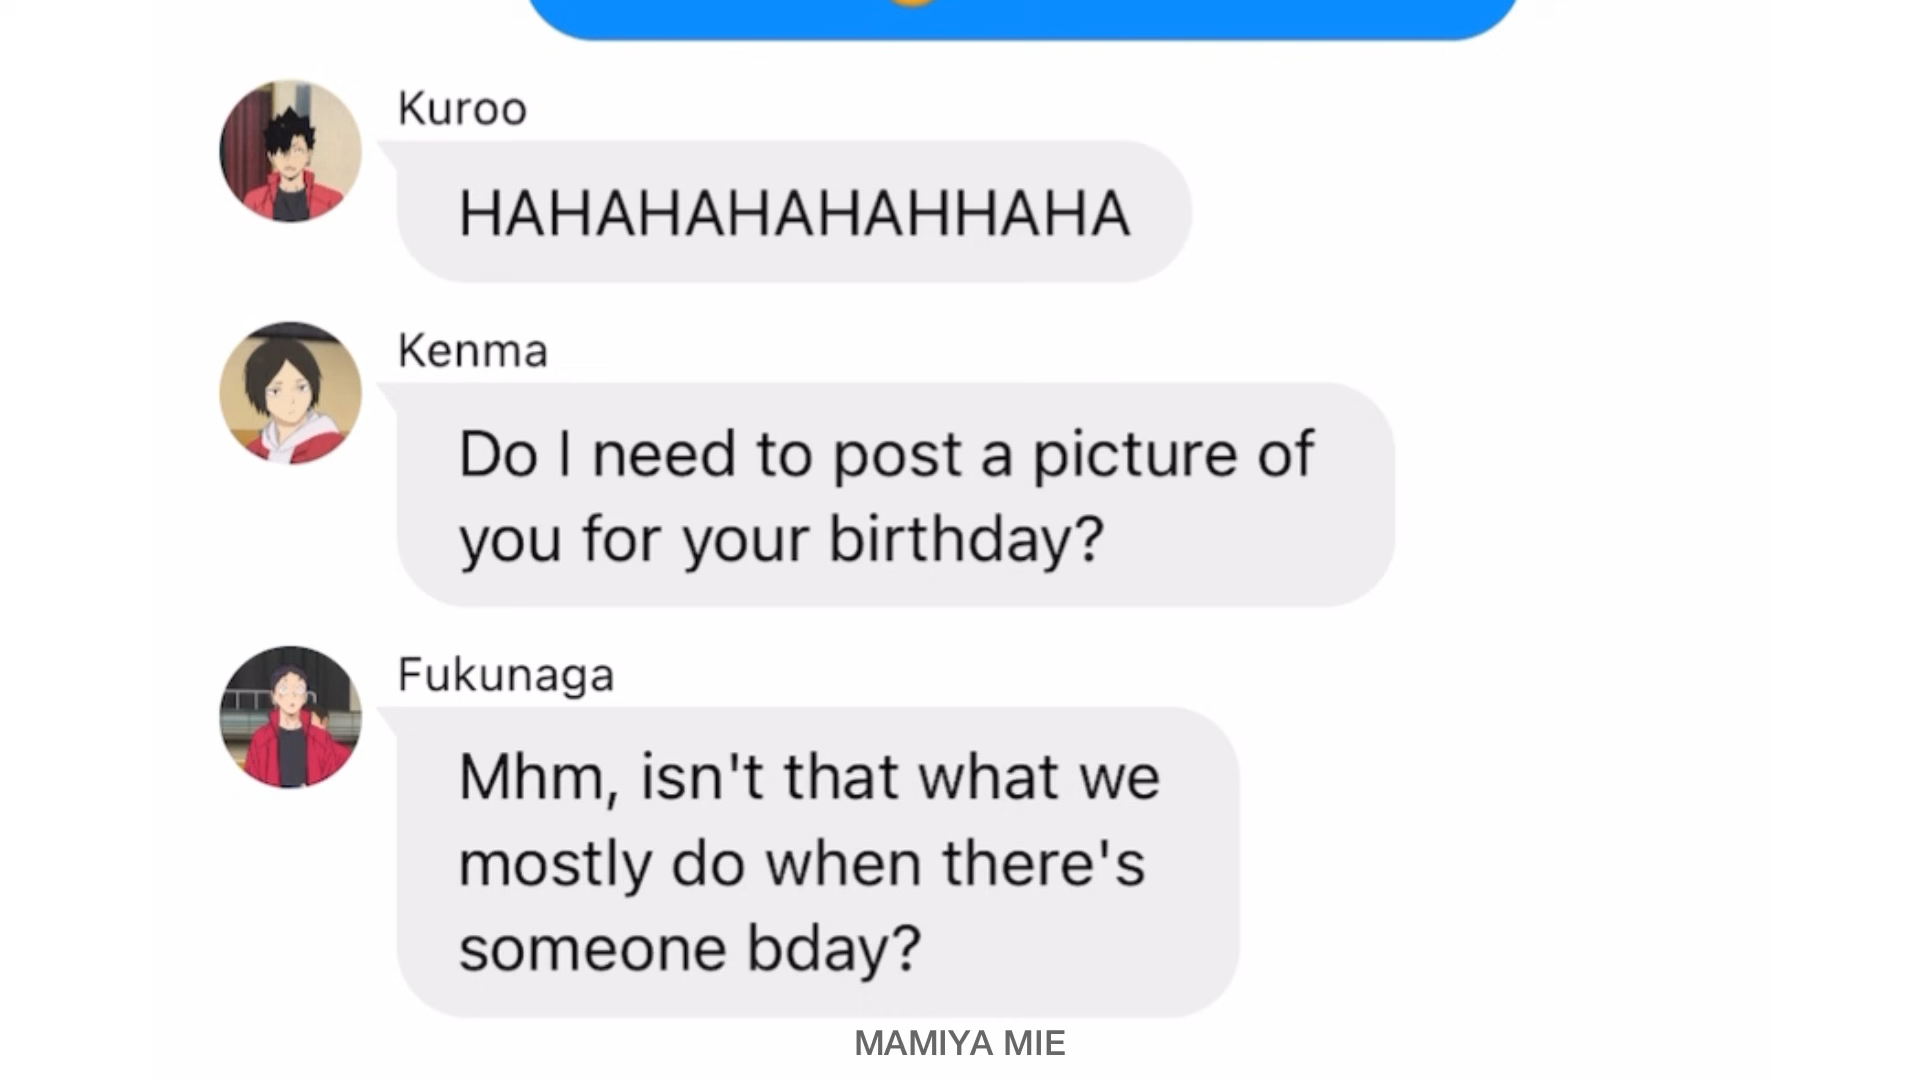 Kuroo
HAHAHAHAHAHHAHA
Kenma
Do I need to post a picture of
you for your birthday?
Fukunaga
Mhm, isn't that what we
mostly do when there's
someone bday?
MAMIYA MIE